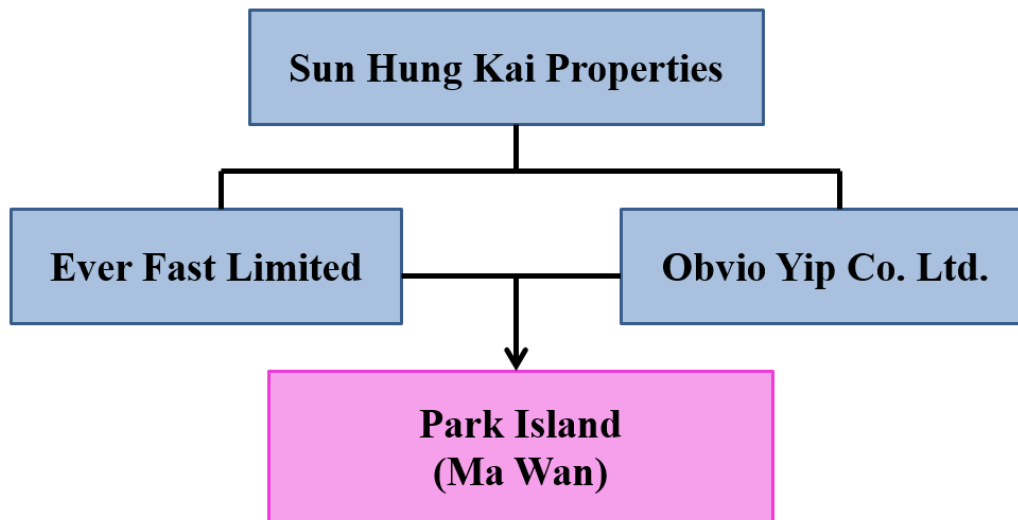 Sun Hung Kai Properties
Ever Fast Limited
Obvio Yip Co. Ltd.
Park Island
(Ma Wan)